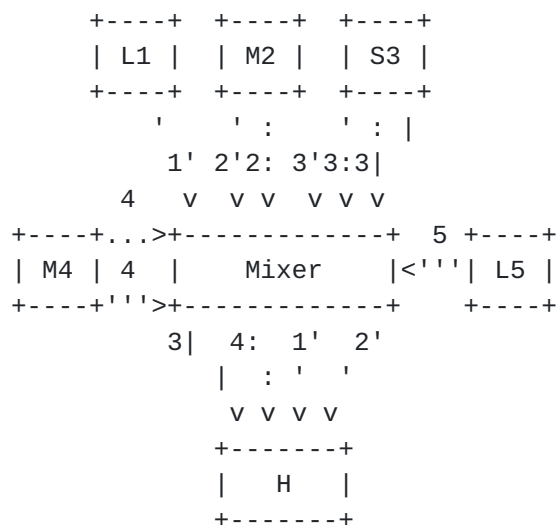 +----+  +----+  +----+
| L1 |  | M2 |  | S3 |
+----+  +----+  +----+
'    ' :    ' : |
1' 2'2: 3'3:3|
4   v  v v  v v v
+----+...>+-------------+  5 +----+
| M4 | 4  |    Mixer    |<'''| L5 |
+----+'''>+-------------+    +----+
3|  4:  1'  2'
|  : '  '
v v v v
+-------+
|   H   |
+-------+